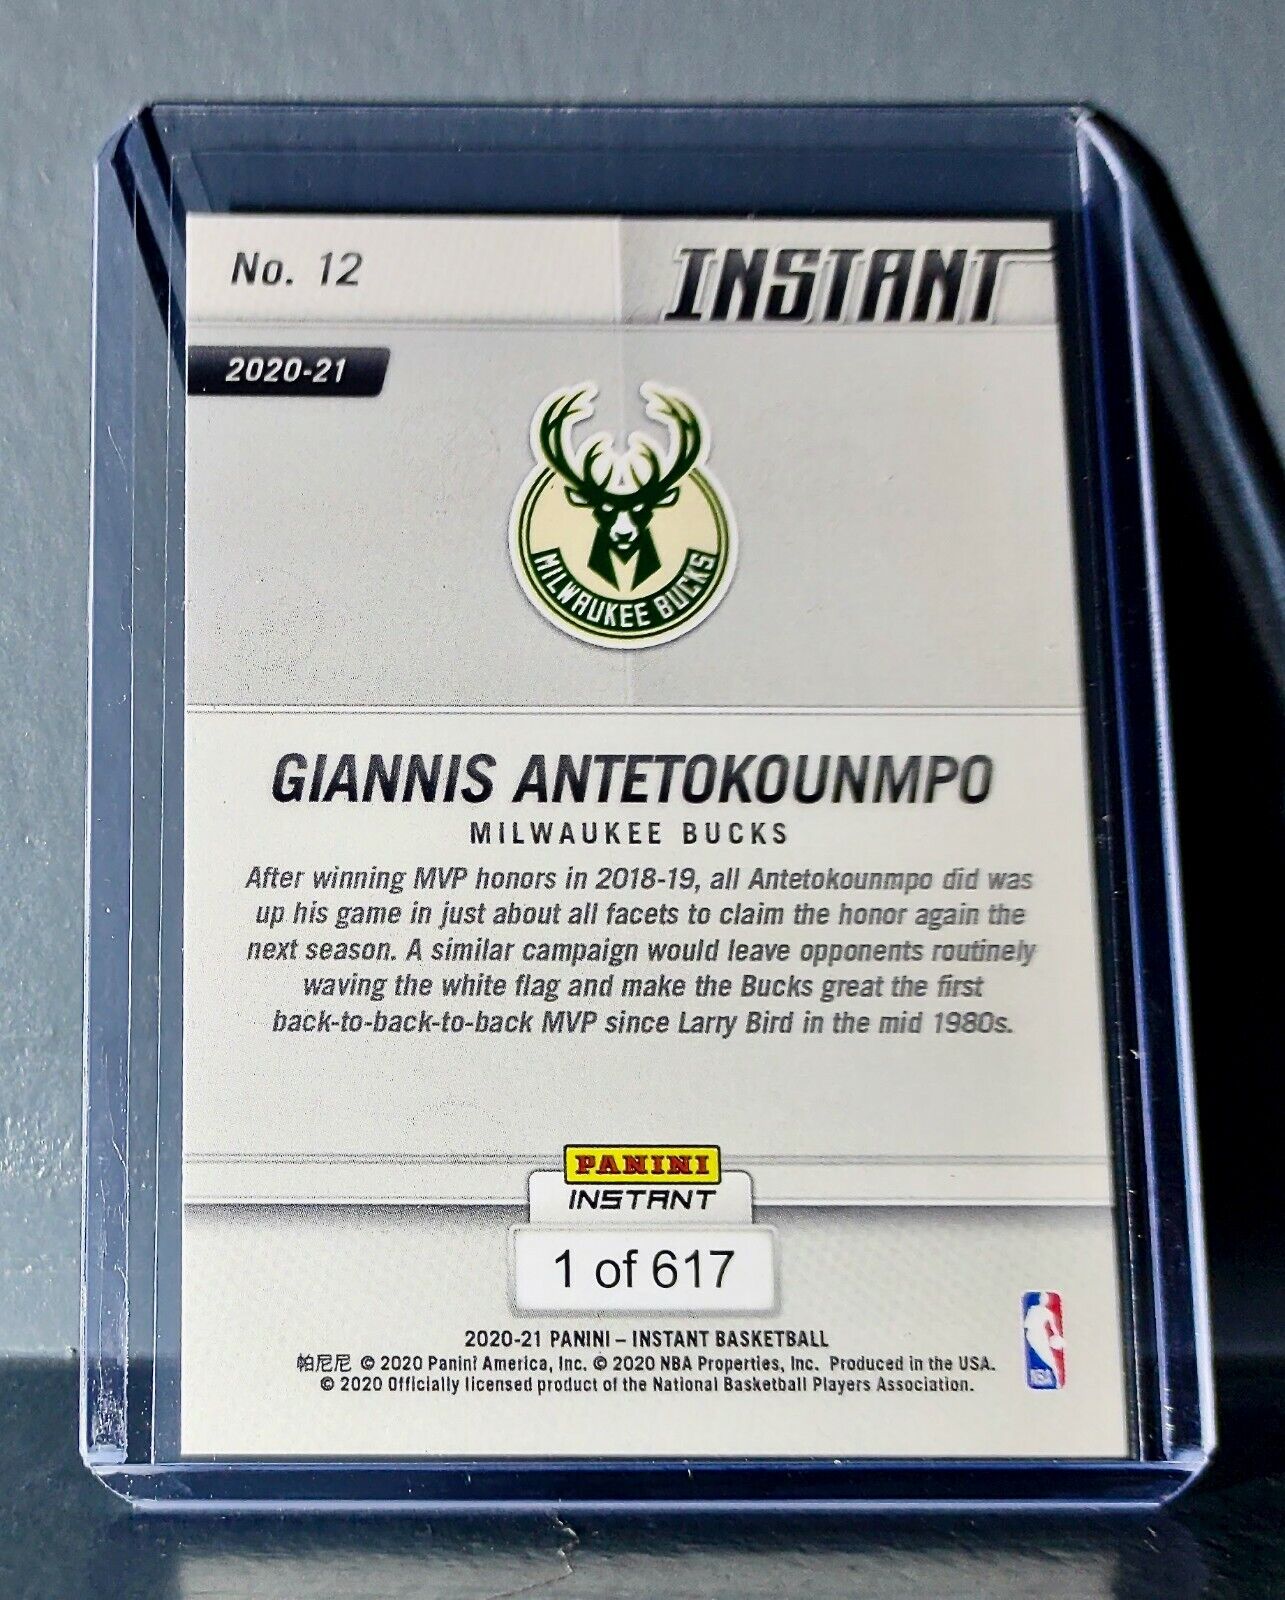 No. 12
INSTANT
2020-21
MILWAUKEE BUCKS
GIANNIS ANTETOKOUNMPO
MILWAUKEE BUCKS
After winning MVP honors in 2018-19, all Antetokounmpo did was
up his game in just about all facets to claim the honor again the
next season. A similar campaign would leave opponents routinely
waving the white flag and make the Bucks great the first
back-to-back-to-back MVP since Larry Bird in the mid 1980s.
PANINI
INSTANT
1 of 617
2020-21 PANINI – INSTANT BASKETBALL
帕尼尼 © 2020 Panini America, Inc. © 2020 NBA Properties, Inc. Produced in the USA.
© 2020 Officially licensed product of the National Basketball Players Association.
NBA